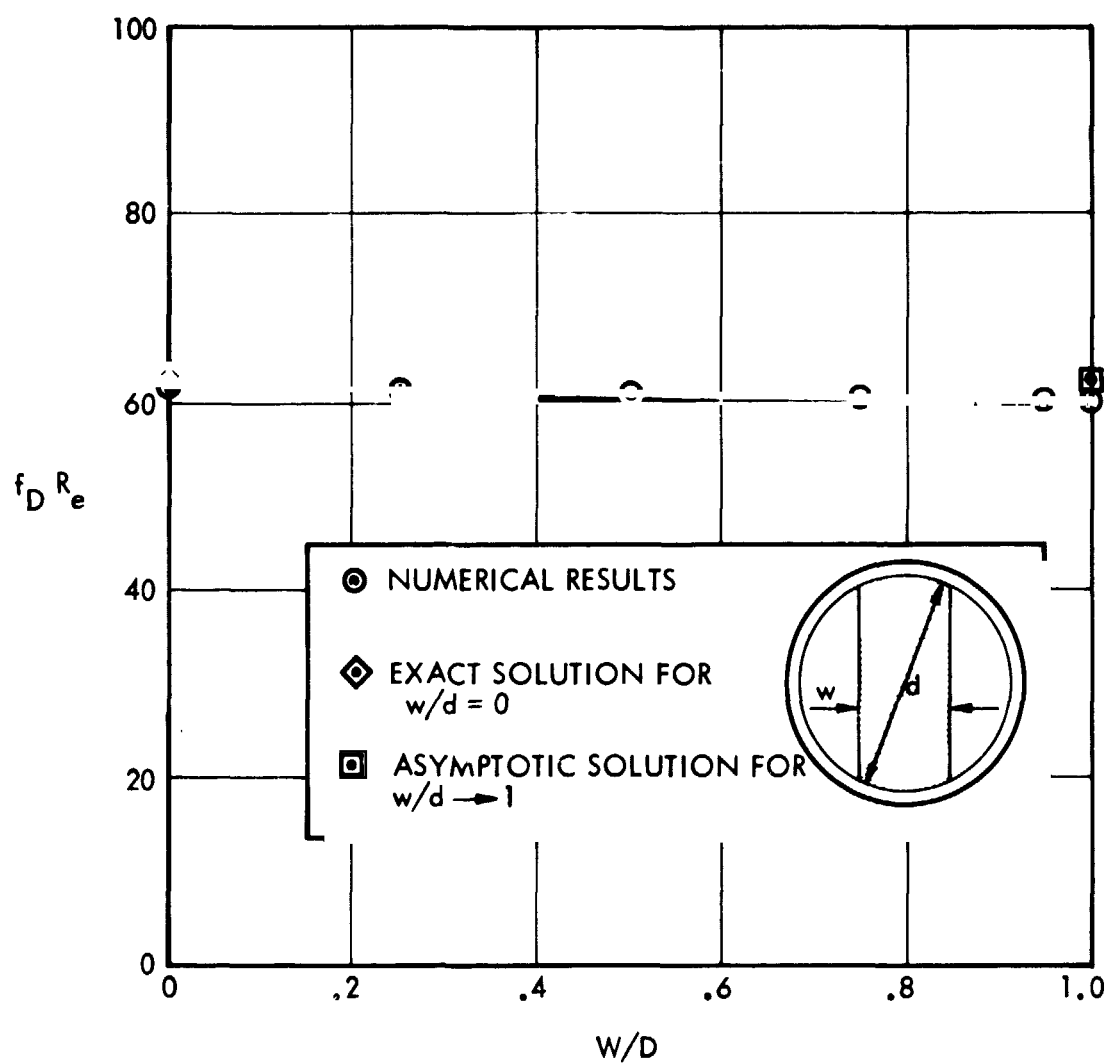 100
80
60
f_D R_e
40
20
0
NUMERICAL RESULTS
EXACT SOLUTION FOR
w/d = 0
ASYMPTOTIC SOLUTION FOR
w/d → 1
w
d
0
.2
.4
.6
.8
1.0
W/D